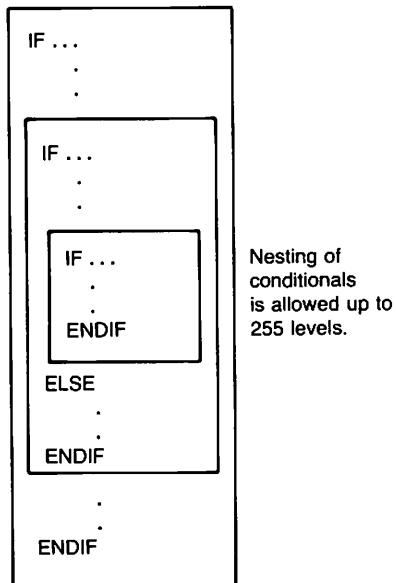 IF ...
.
.
IF ...
.
.
IF ...
.
.
ENDIF
ELSE
.
.
ENDIF
.
.
ENDIF
Nesting of
conditionals
is allowed up to
255 levels.